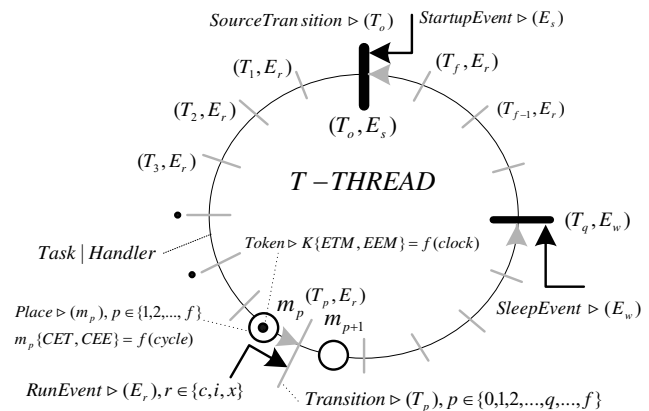 SourceTransition ▷ (T_o)
StartupEvent ▷ (E_s)
(T_1, E_r)
(T_f, E_r)
(T_2, E_r)
(T_{f-1}, E_r)
(T_o, E_s)
(T_3, E_r)
T – THREAD
(T_q, E_w)
Task | Handler
Token ▷ K{ETM, EEM} = f(clock)
SleepEvent ▷ (E_w)
m_p (T_p, E_r)
Place ▷ (m_p), p ∈ {1,2,..., f}
m_{p+1}
m_p{CET, CEE} = f(cycle)
RunEvent ▷ (E_r), r ∈ {c, i, x}
Transition ▷ (T_p), p ∈ {0,1,2,...,q,..., f}